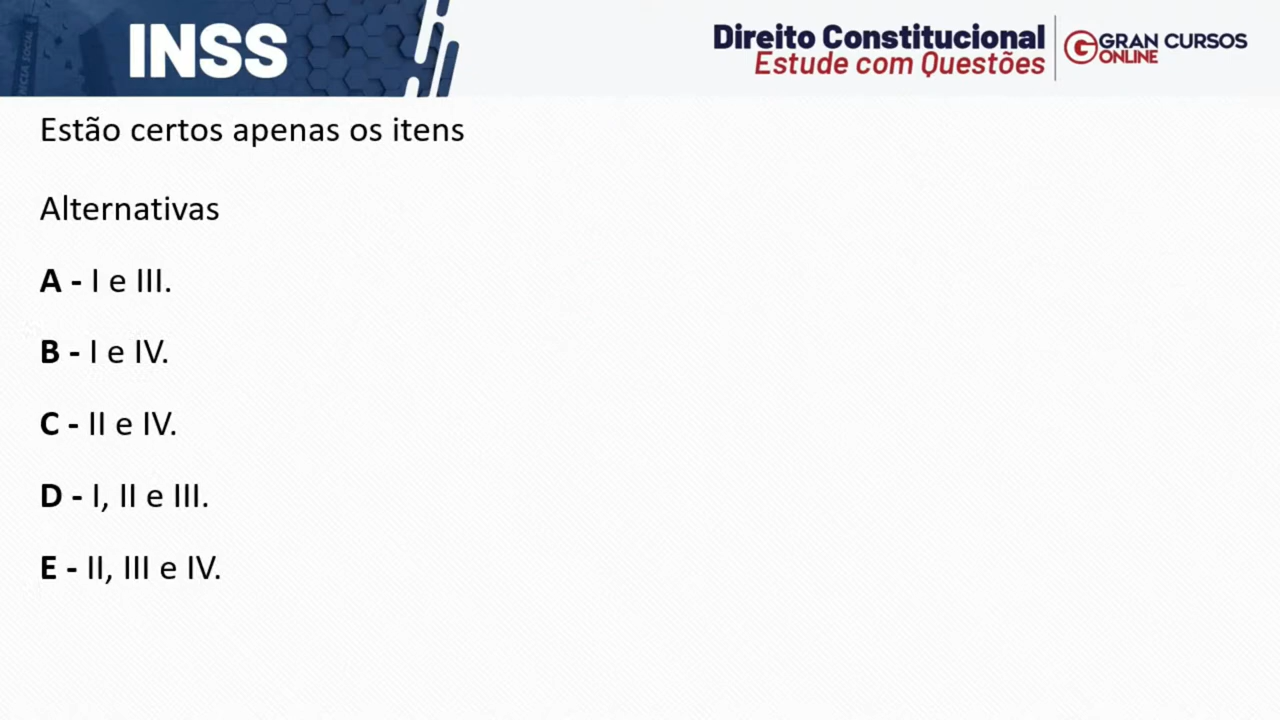 INSS
Direito Constitucional
Estude com Questões
GRAN CURSOS
ONLINE
Estão certos apenas os itens
Alternativas
A - I e III.
B - I e IV.
C - II e IV.
D - I, II e III.
E - II, III e IV.